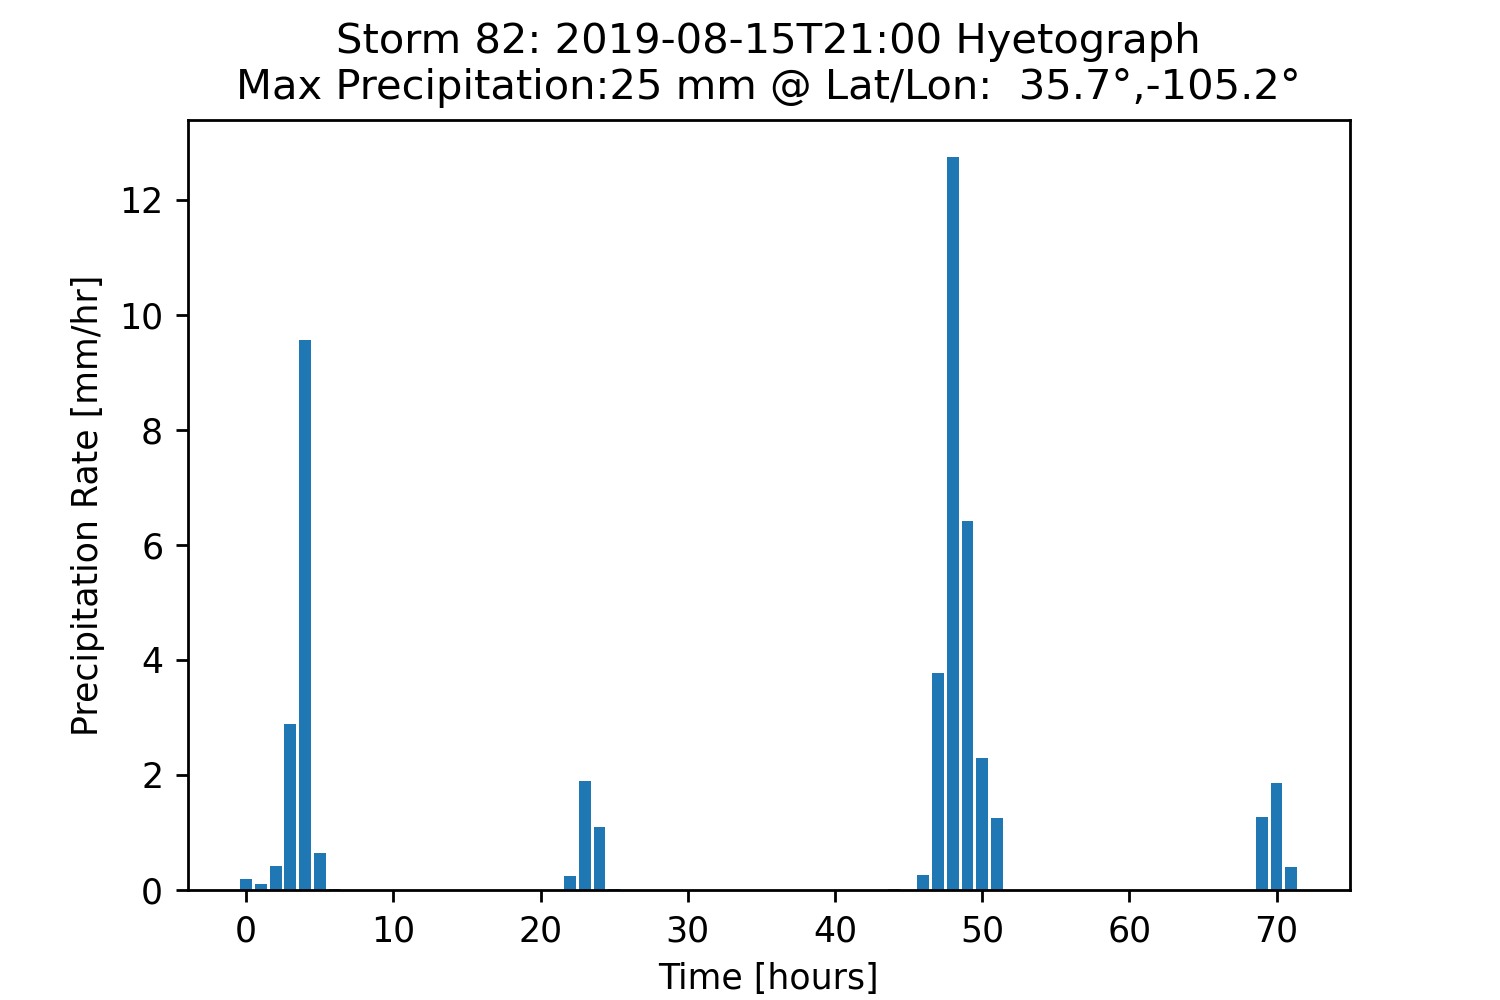 Storm 82: 2019-08-15T21:00 Hyetograph
Max Precipitation:25 mm @ Lat/Lon:  35.7°,-105.2°
Precipitation Rate [mm/hr]
12
10
8
6
4
2
0
0 10 20 30 40 50 60 70
Time [hours]